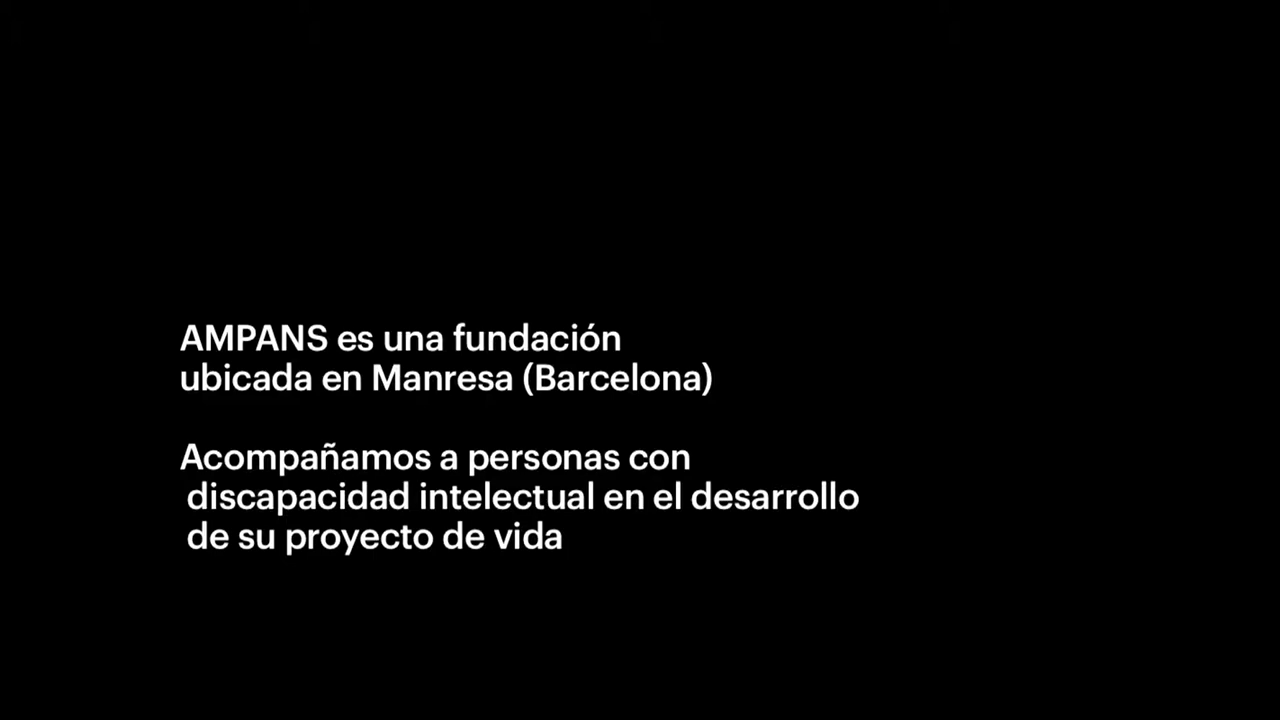 AMPANS es una fundación
ubicada en Manresa (Barcelona)
Acompañamos a personas con
discapacidad intelectual en el desarrollo
de su proyecto de vida